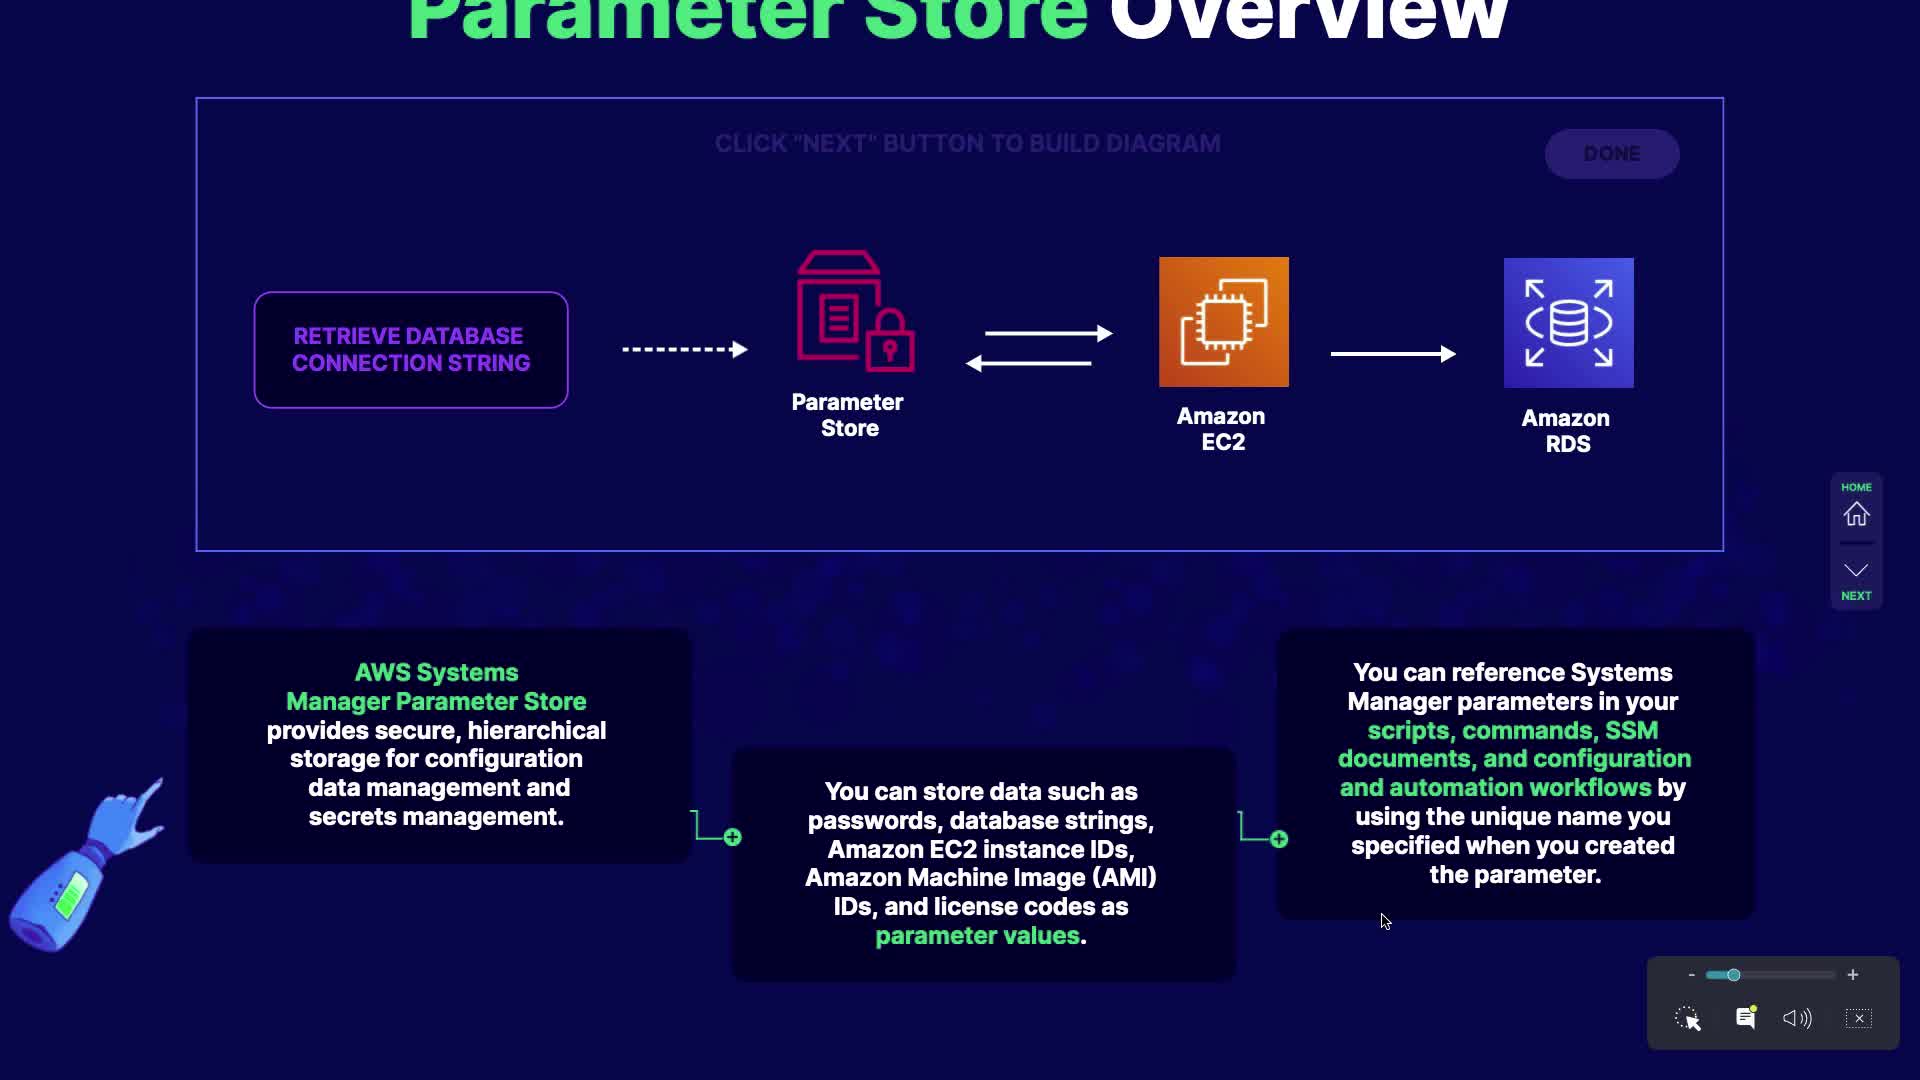 Parameter Store Overview
CLICK "NEXT" BUTTON TO BUILD DIAGRAM
DONE
RETRIEVE DATABASE
CONNECTION STRING
Parameter
Store
Amazon
EC2
Amazon
RDS
HOME
NEXT
AWS Systems
Manager Parameter Store
provides secure, hierarchical
storage for configuration
data management and
secrets management.
You can store data such as
passwords, database strings,
Amazon EC2 instance IDs,
Amazon Machine Image (AMI)
IDs, and license codes as
parameter values.
You can reference Systems
Manager parameters in your
scripts, commands, SSM
documents, and configuration
and automation workflows by
using the unique name you
specified when you created
the parameter.